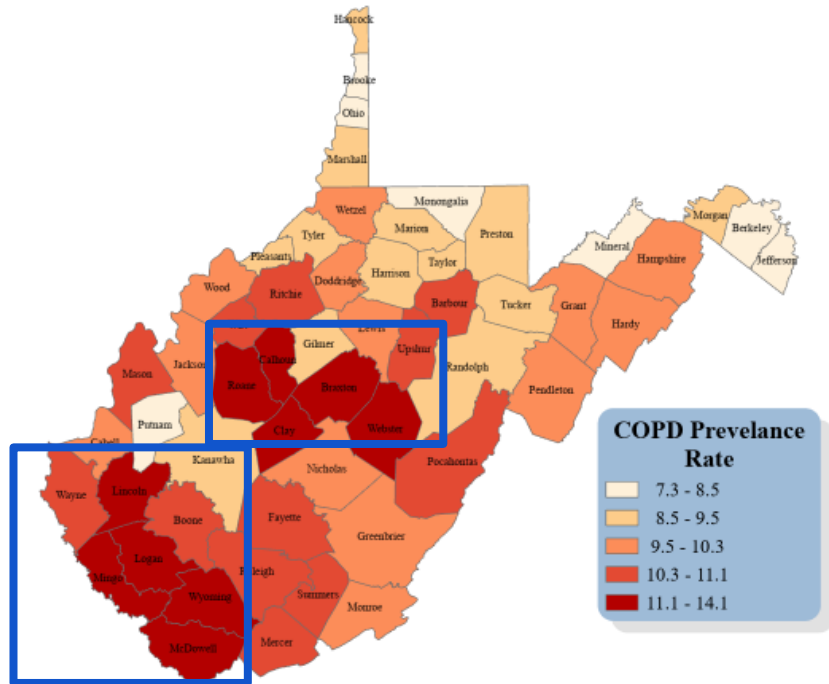 Hancock
Brooke
Ohio
Marshall
Wetzel
Monongalia
Marion
Preston
Morgan
Berkeley
Jefferson
Mineral
Hampshire
Tyler
Pleasants
Taylor
Harrison
Doddridge
Wood
Ritchie
Barbour
Tucker
Grant
Hardy
Lewis
Gilmer
Upshur
Calhoun
Jackson
Roane
Randolph
Mason
Braxton
Pendleton
Putnam
Clay
Webster
Cabell
Kanawha
Nicholas
Pocahontas
Wayne
Lincoln
Boone
Fayette
Greenbrier
Logan
Mingo
Raleigh
Wyoming
Summers
Monroe
McDowell
Mercer
COPD Prevelance
Rate
7.3 - 8.5
8.5 - 9.5
9.5 - 10.3
10.3 - 11.1
11.1 - 14.1